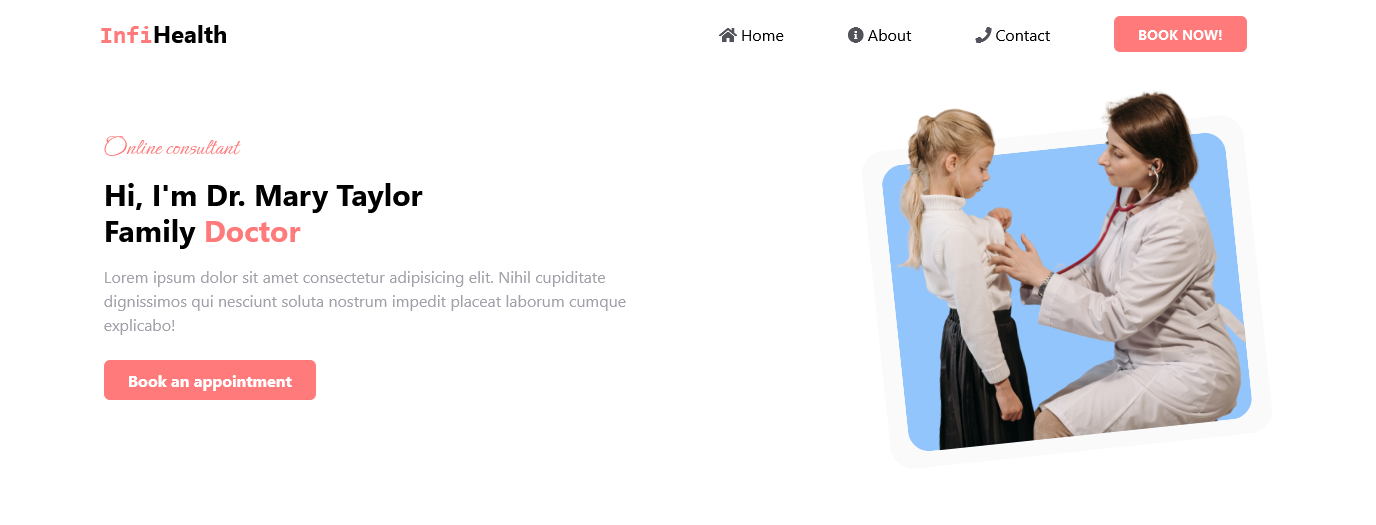 InfiHealth
Home
About
Contact
BOOK NOW!
Online consultant
Hi, I'm Dr. Mary Taylor
Family Doctor
Lorem ipsum dolor sit amet consectetur adipisicing elit. Nihil cupiditate
dignissimos qui nesciunt soluta nostrum impedit placeat laborum cumque
explicabo!
Book an appointment